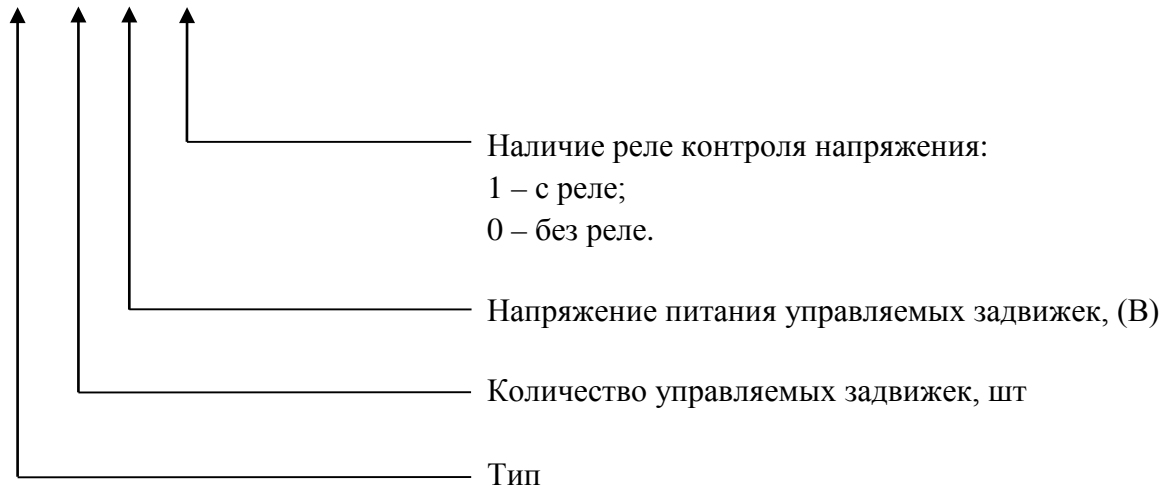 Наличие реле контроля напряжения:
1 – с реле;
0 – без реле.
Напряжение питания управляемых задвижек, (В)
Количество управляемых задвижек, шт
Тип